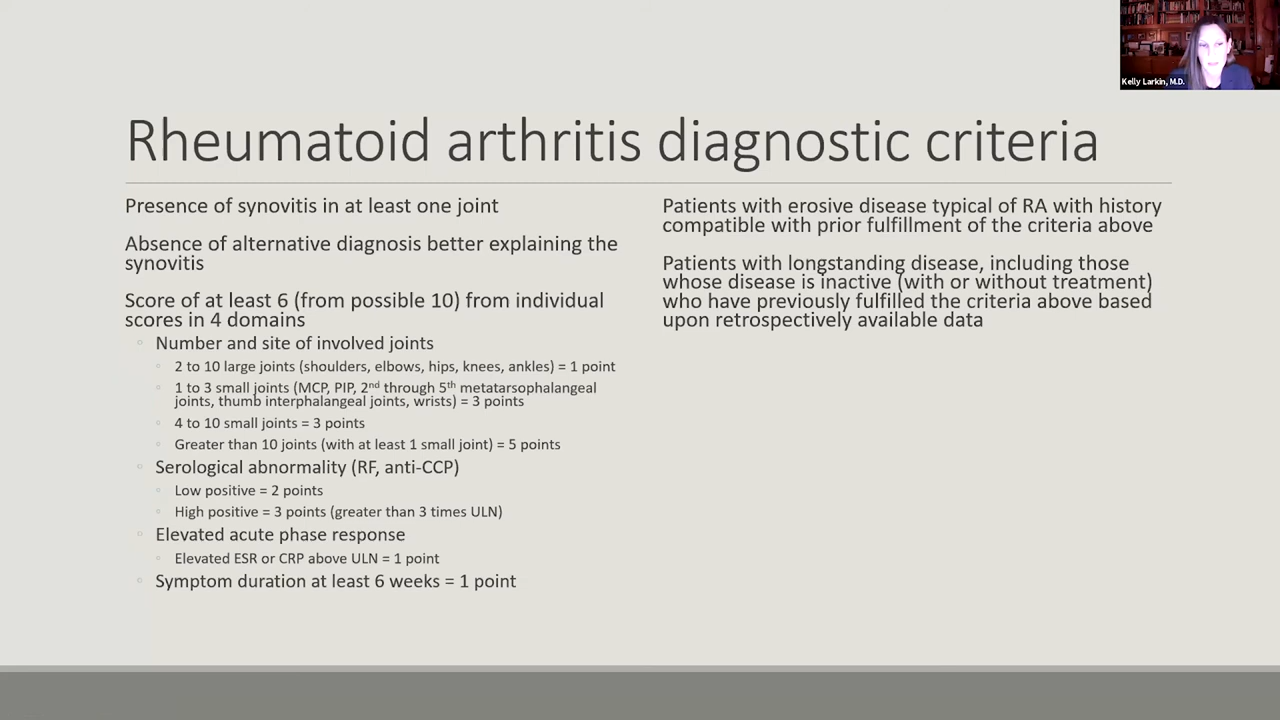 Kelly Larkin, M.D.
Rheumatoid arthritis diagnostic criteria
Presence of synovitis in at least one joint
Absence of alternative diagnosis better explaining the
synovitis
Score of at least 6 (from possible 10) from individual
scores in 4 domains
Number and site of involved joints
2 to 10 large joints (shoulders, elbows, hips, knees, ankles) = 1 point
1 to 3 small joints (MCP, PIP, 2nd through 5th metatarsophalangeal
joints, thumb interphalangeal joints, wrists) = 3 points
4 to 10 small joints = 3 points
Greater than 10 joints (with at least 1 small joint) = 5 points
Serological abnormality (RF, anti-CCP)
Low positive = 2 points
High positive = 3 points (greater than 3 times ULN)
Elevated acute phase response
Elevated ESR or CRP above ULN = 1 point
Symptom duration at least 6 weeks = 1 point
Patients with erosive disease typical of RA with history
compatible with prior fulfillment of the criteria above
Patients with longstanding disease, including those
whose disease is inactive (with or without treatment)
who have previously fulfilled the criteria above based
upon retrospectively available data